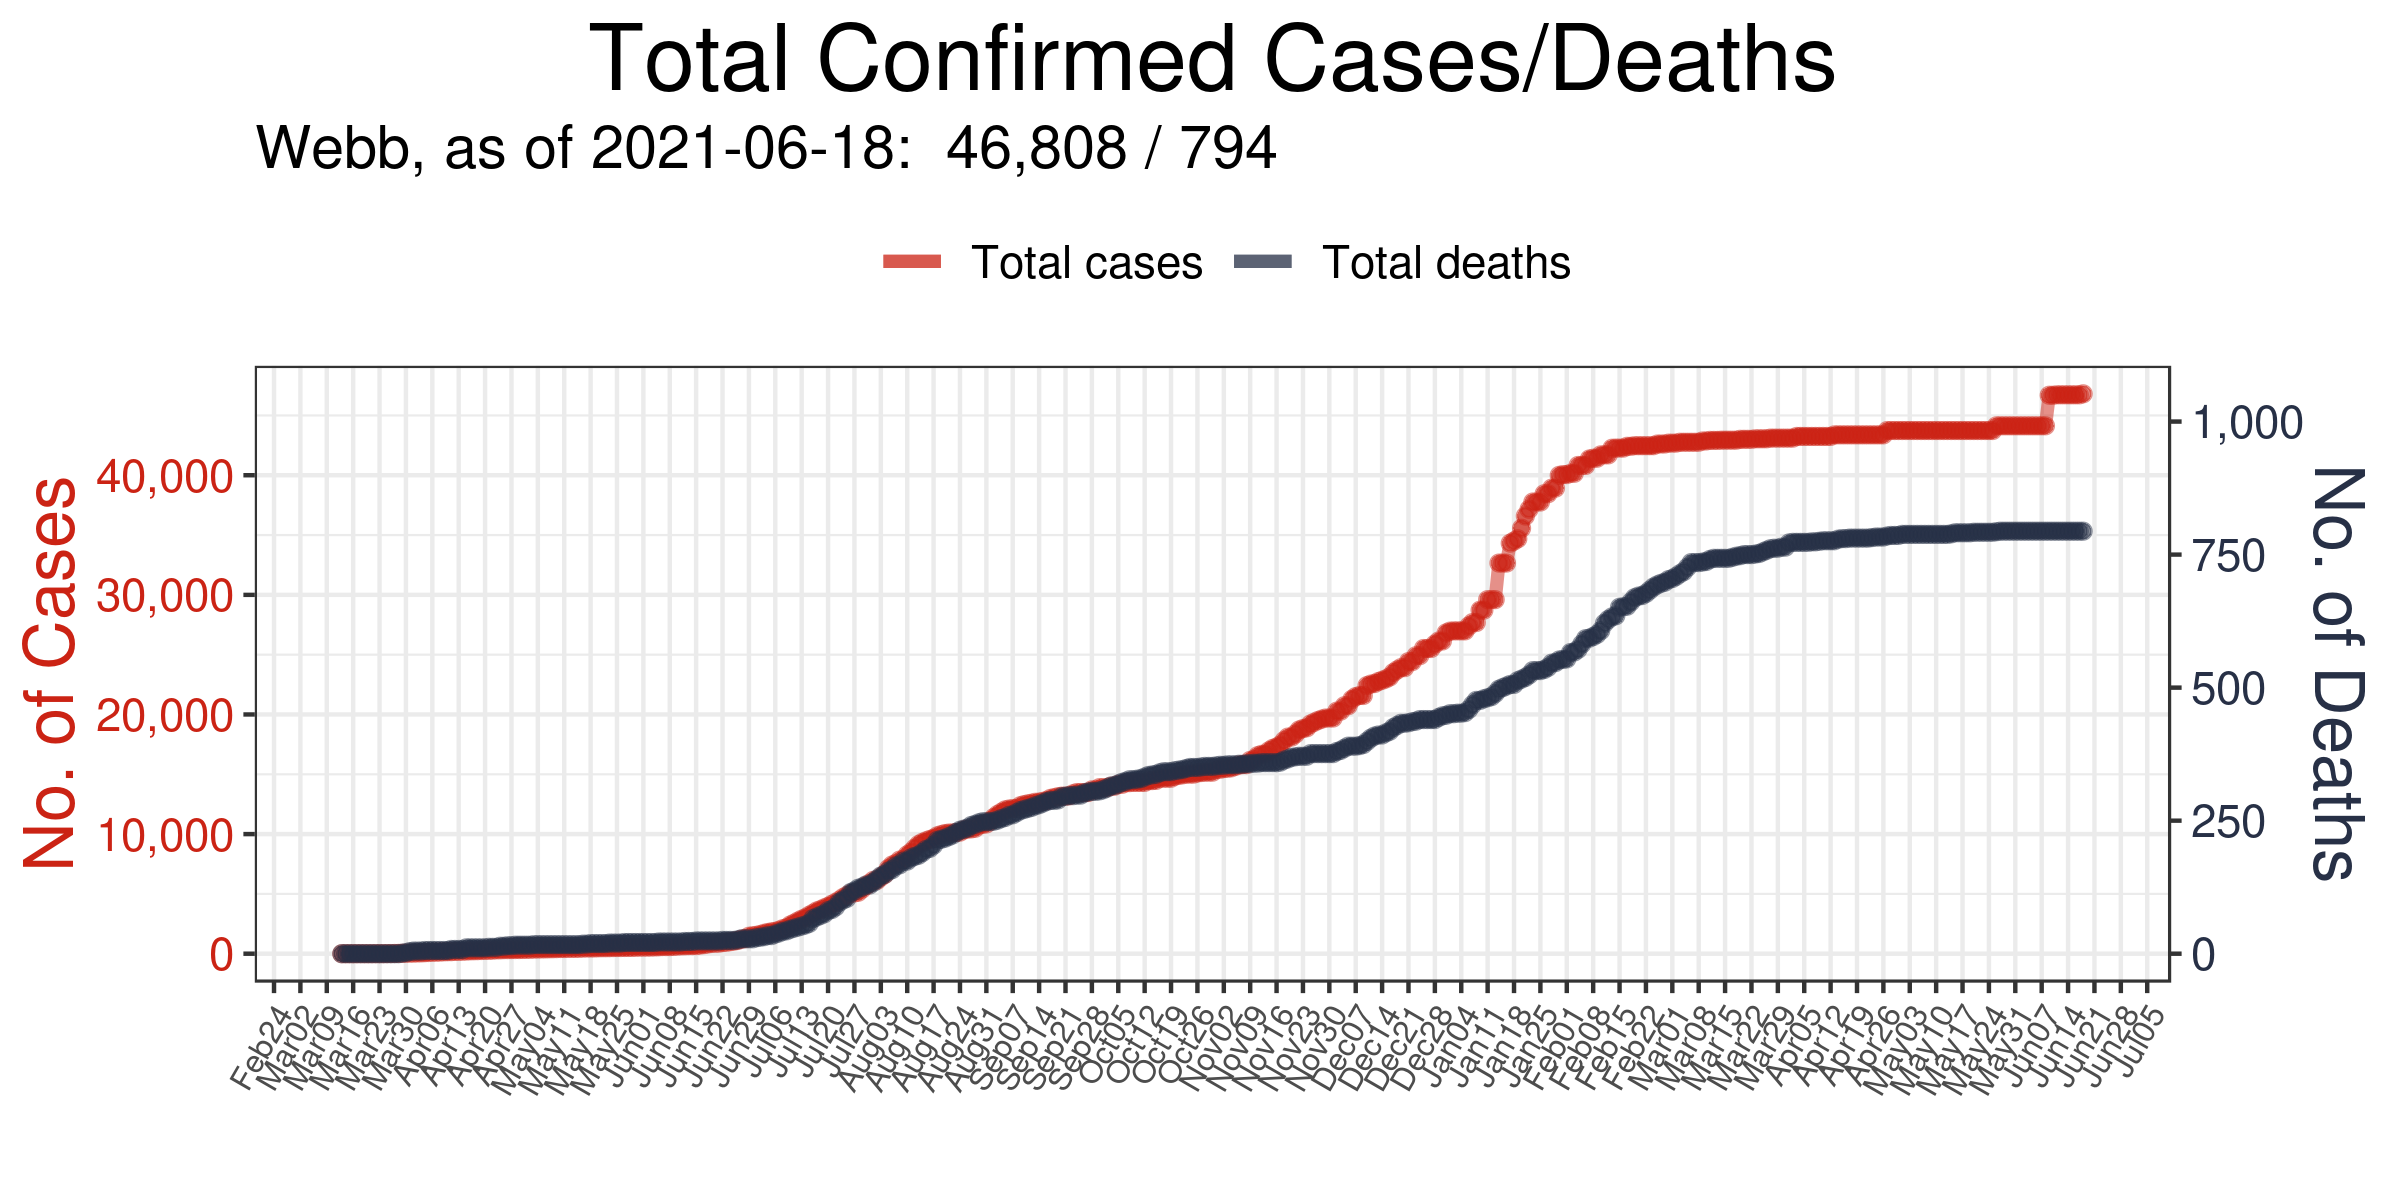 Total Confirmed Cases/Deaths
Webb, as of 2021-06-18:  46,808 / 794
Total cases
Total deaths
No. of Cases
40,000
30,000
20,000
10,000
0
1,000
750
500
250
0
No. of Deaths
Feb24
Mar02
Mar09
Mar16
Mar23
Mar30
Apr06
Apr13
Apr20
Apr27
May04
May11
May18
May25
Jun01
Jun08
Jun15
Jun22
Jun29
Jul06
Jul13
Jul20
Jul27
Aug03
Aug10
Aug17
Aug24
Aug31
Sep07
Sep14
Sep21
Sep28
Oct05
Oct12
Oct19
Oct26
Nov02
Nov09
Nov16
Nov23
Nov30
Dec07
Dec14
Dec21
Dec28
Jan04
Jan11
Jan18
Jan25
Feb01
Feb08
Feb15
Feb22
Mar01
Mar08
Mar15
Mar22
Mar29
Apr05
Apr12
Apr19
Apr26
May03
May10
May17
May24
May31
Jun07
Jun14
Jun21
Jun28
Jul05